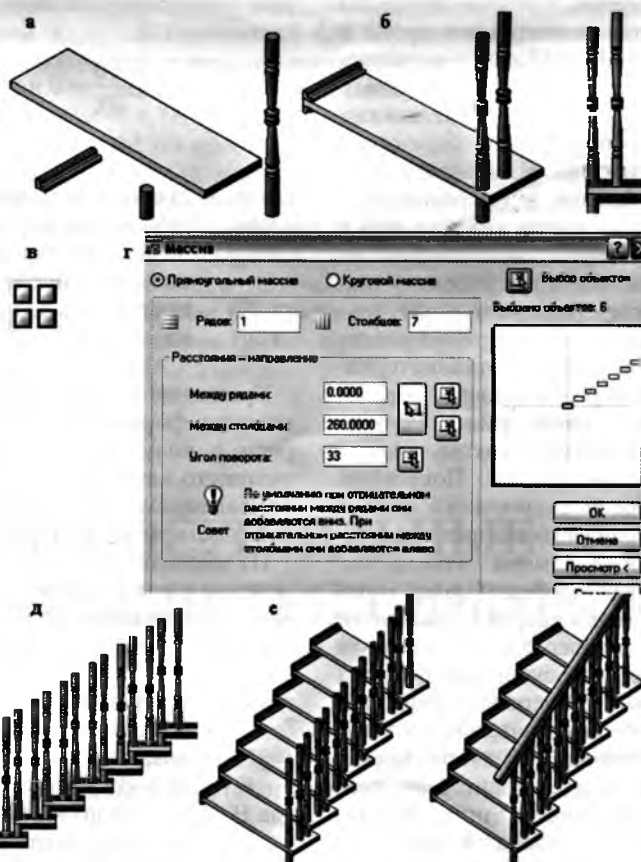 а
б
в
г
Массив
Прямоугольный массив
Круговой массив
Выбор объектов
Выбрано объектов: 6
Рядов: 1
Столбцов: 7
Расстояния – направление
Между рядами: 0.0000
Между столбцами: 260.0000
Угол поворота: 33
Совет
По умолчанию при отрицательном
расстоянии между рядами они
добавляются вниз. При
отрицательном расстоянии между
столбцами они добавляются влево
OK
Отмена
Просмотр <
д
е